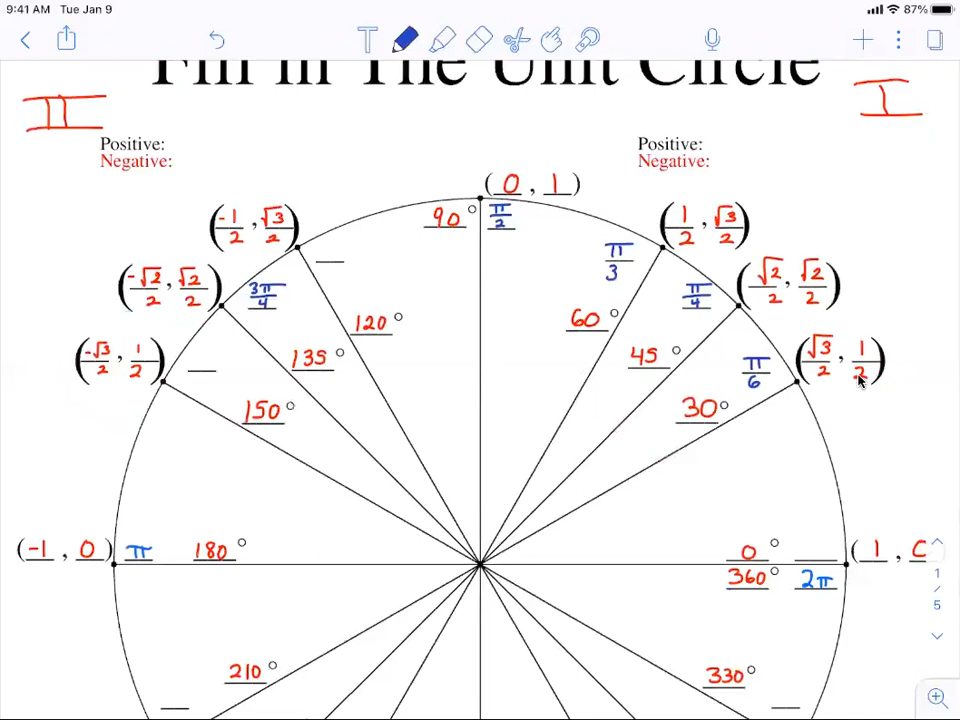 9:41 AM Tue Jan 9 87%
T
Fill in The Unit Circle
II I
Positive: Positive:
Negative: Negative:
(0, 1)
90° π/2
(-1/2, √3/2) (1/2, √3/2)
π/3
(-√2/2, √2/2) 3π/4 π/4 (√2/2, √2/2)
120° 60°
(-√3/2, 1/2) 135° 45° π/6 (√3/2, 1/2)
150° 30°
(-1, 0) π 180° 0° (1, 0
360° 2π
1
/
5
210° 330°